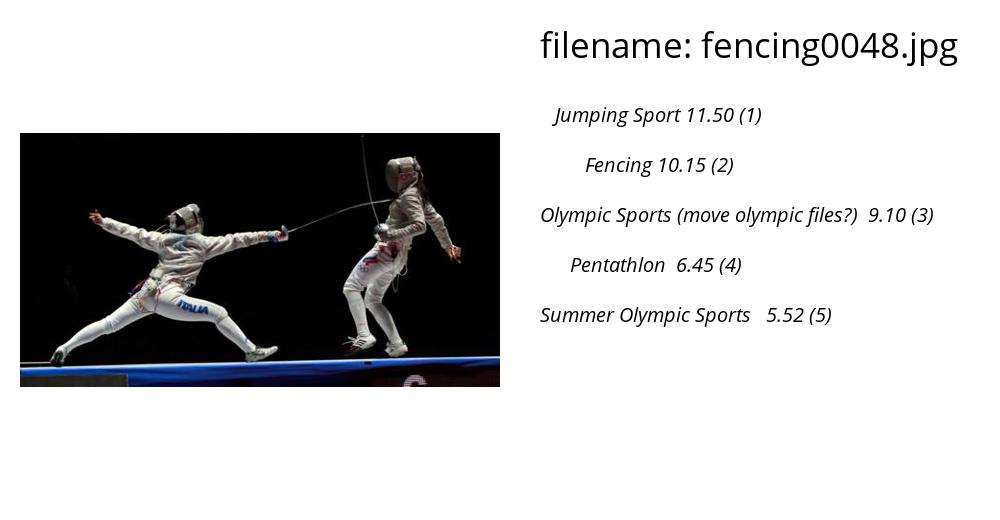 filename: fencing0048.jpg
Jumping Sport 11.50 (1)
Fencing 10.15 (2)
Olympic Sports (move olympic files?) 9.10 (3)
Pentathlon 6.45 (4)
Summer Olympic Sports 5.52 (5)
ITALIA